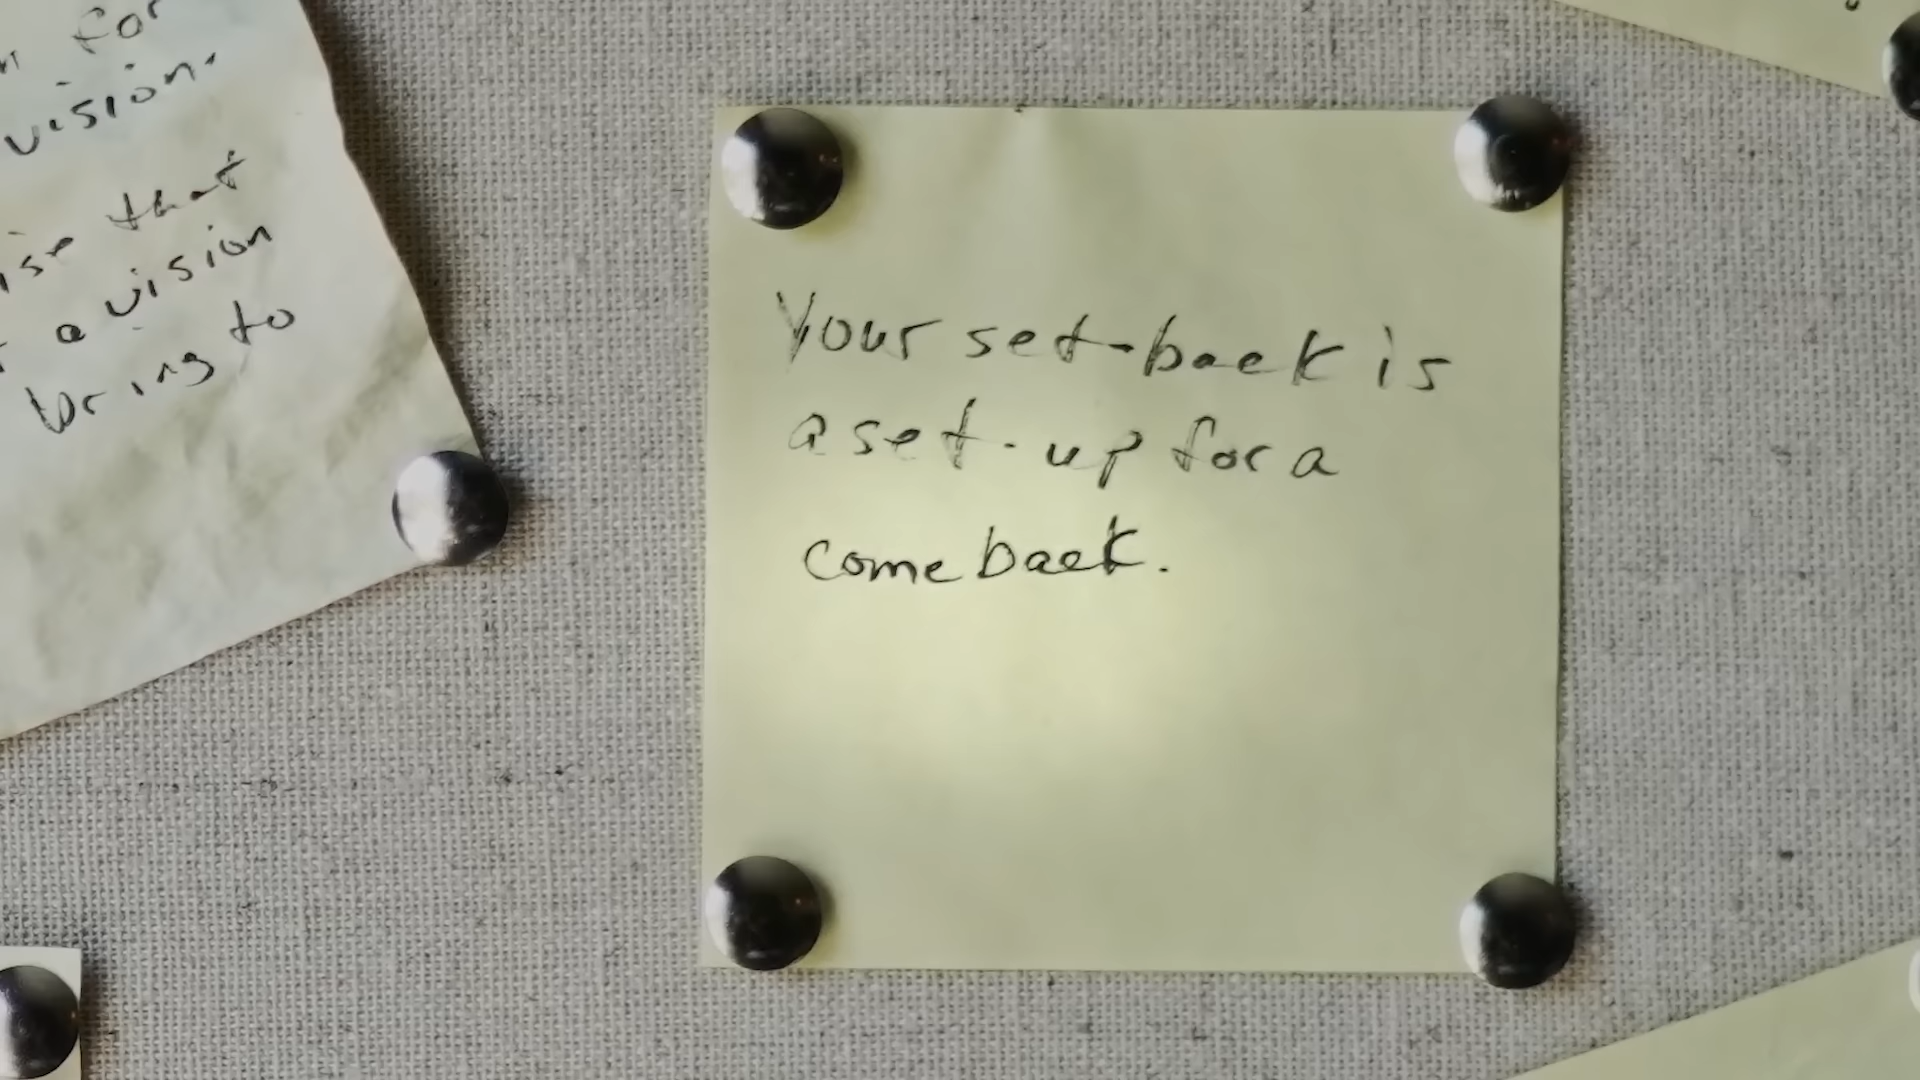 for
vision.
that
a vision
bring to
Your set-back is
a set-up for a
come back.